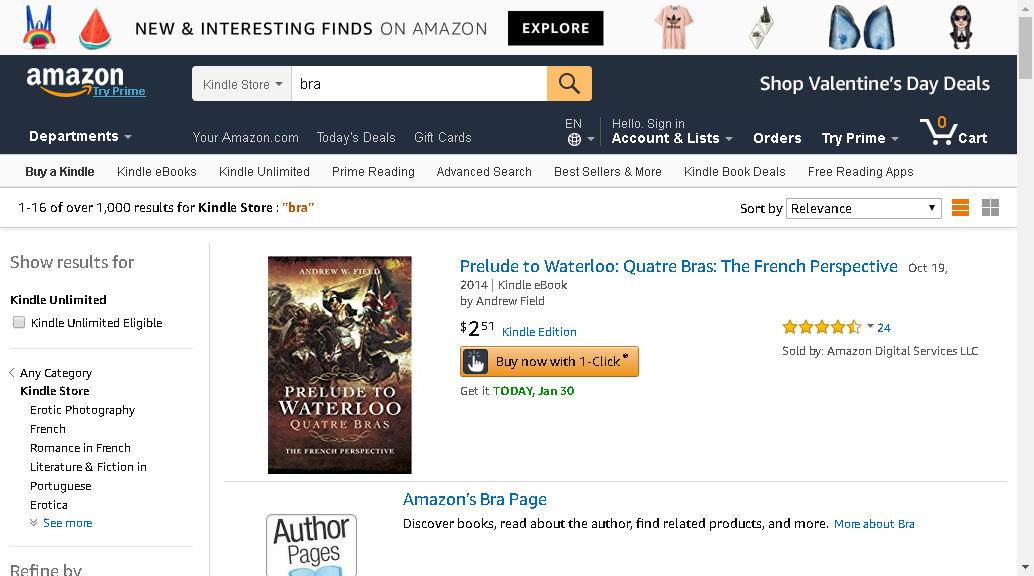 NEW & INTERESTING FINDS ON AMAZON EXPLORE
amazon
Try Prime
Kindle Store
bra
Shop Valentine's Day Deals
Departments
Your Amazon.com Today's Deals Gift Cards
EN
Hello. Sign in
Account & Lists
Orders
Try Prime
0
Cart
Buy a Kindle Kindle eBooks Kindle Unlimited Prime Reading Advanced Search Best Sellers & More Kindle Book Deals Free Reading Apps
1-16 of over 1,000 results for Kindle Store : "bra"
Sort by Relevance
Show results for
Kindle Unlimited
Kindle Unlimited Eligible
Any Category
Kindle Store
Erotic Photography
French
Romance in French
Literature & Fiction in
Portuguese
Erotica
See more
Refine by
ANDREW W. FIELD
PRELUDE TO
WATERLOO
QUATRE BRAS
THE FRENCH PERSPECTIVE
Prelude to Waterloo: Quatre Bras: The French Perspective Oct 19,
2014 | Kindle eBook
by Andrew Field
$2 51 Kindle Edition
Buy now with 1-Click®
Get it TODAY, Jan 30
24
Sold by: Amazon Digital Services LLC
Author
Pages
Amazon's Bra Page
Discover books, read about the author, find related products, and more. More about Bra